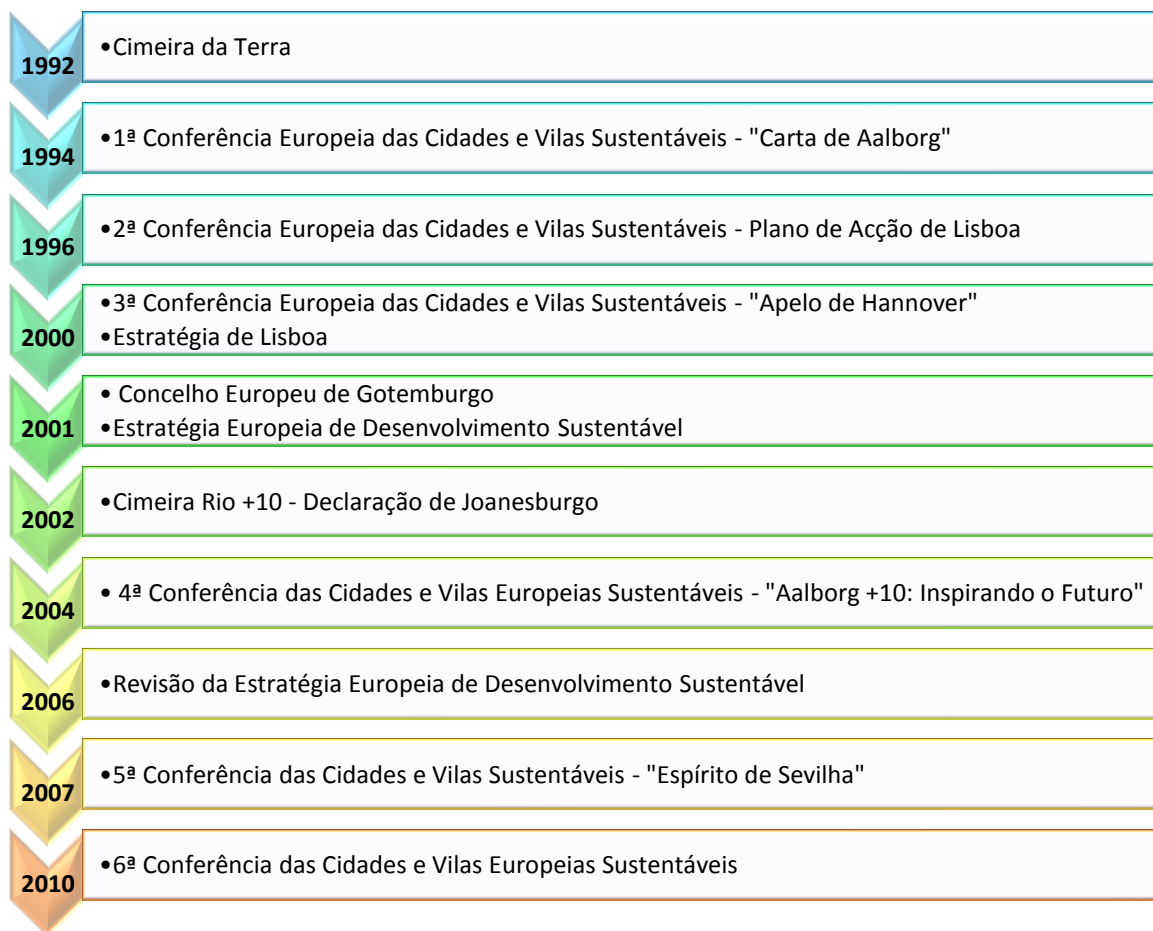 1992
•Cimeira da Terra
1994
•1ª Conferência Europeia das Cidades e Vilas Sustentáveis - "Carta de Aalborg"
1996
•2ª Conferência Europeia das Cidades e Vilas Sustentáveis - Plano de Acção de Lisboa
2000
•3ª Conferência Europeia das Cidades e Vilas Sustentáveis - "Apelo de Hannover"
•Estratégia de Lisboa
2001
• Concelho Europeu de Gotemburgo
•Estratégia Europeia de Desenvolvimento Sustentável
2002
•Cimeira Rio +10 - Declaração de Joanesburgo
2004
• 4ª Conferência das Cidades e Vilas Europeias Sustentáveis - "Aalborg +10: Inspirando o Futuro"
2006
•Revisão da Estratégia Europeia de Desenvolvimento Sustentável
2007
•5ª Conferência das Cidades e Vilas Sustentáveis - "Espírito de Sevilha"
2010
•6ª Conferência das Cidades e Vilas Europeias Sustentáveis